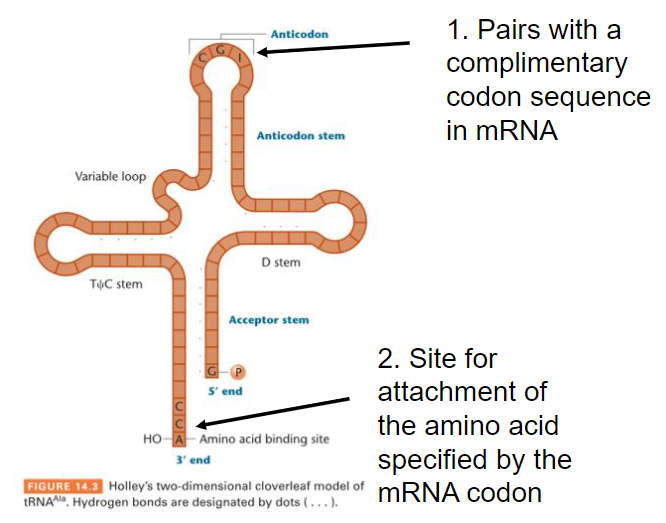 Anticodon
1. Pairs with a
complimentary
codon sequence
in mRNA
C G I
Anticodon stem
Variable loop
D stem
TψC stem
Acceptor stem
G P
5′ end
2. Site for
attachment of
the amino acid
specified by the
mRNA codon
C
C
HO A Amino acid binding site
3′ end
FIGURE 14.3 Holley's two-dimensional cloverleaf model of
tRNAᴬˡᵃ. Hydrogen bonds are designated by dots (...).